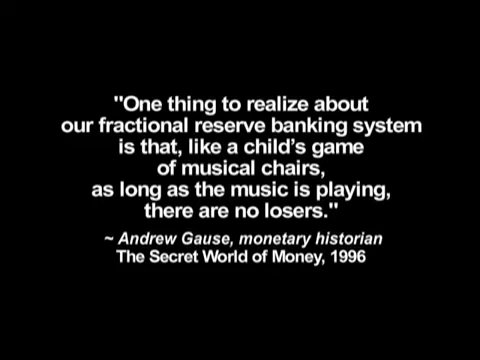 "One thing to realize about
our fractional reserve banking system
is that, like a child's game
of musical chairs,
as long as the music is playing,
there are no losers."
~ Andrew Gause, monetary historian
The Secret World of Money, 1996